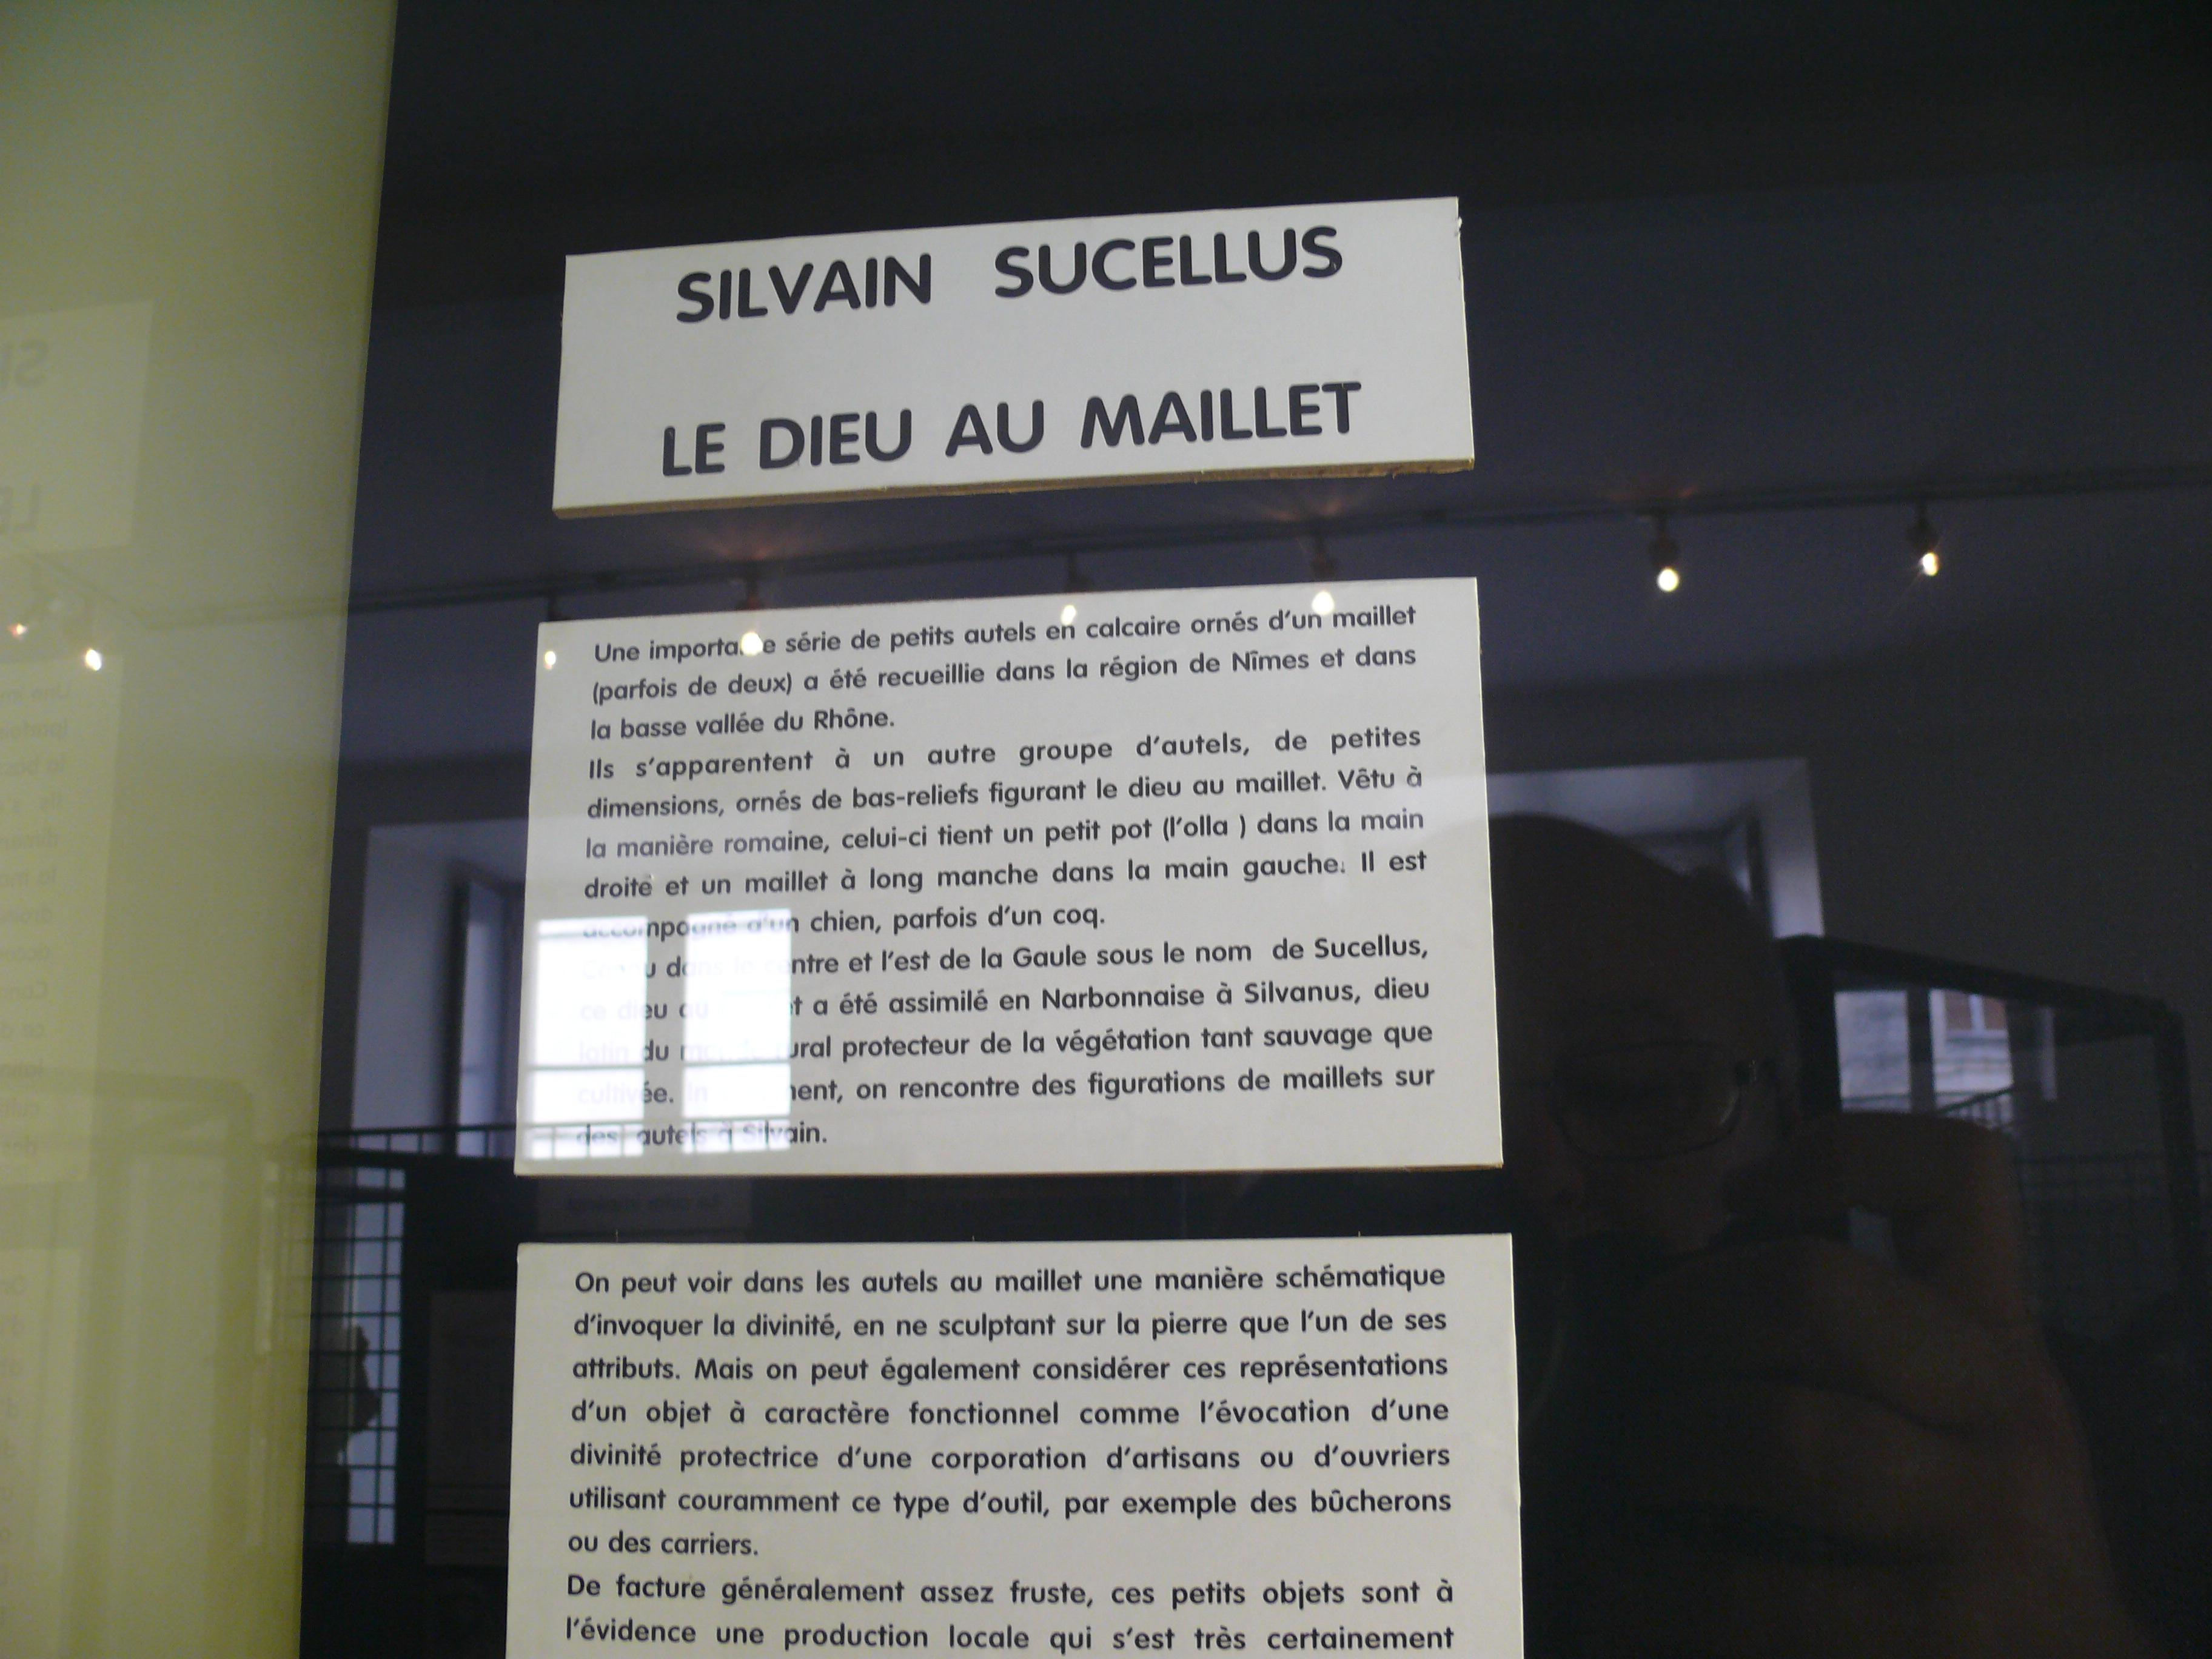 SILVAIN SUCELLUS
LE DIEU AU MAILLET
Une série de petits autels en calcaire ornés d'un maillet
(parfois de deux) a été recueillie dans la région de Nîmes et dans
la basse vallée du Rhône.
Ils s'apparentent à un autre groupe d'autels, de petites
dimensions, ornés de bas-reliefs figurant le dieu au maillet. Vêtu à
la manière romaine, celui-ci tient un petit pot (l'olla ) dans la main
droite et un maillet à long manche dans la main gauche. Il est
accompagné d'un chien, parfois d'un coq.
et l'est de la Gaule sous le nom de Sucellus,
ce dieu a été assimilé en Narbonnaise à Silvanus, dieu
latin du protecteur de la végétation tant sauvage que
cultivée. on rencontre des figurations de maillets sur
des autels à Silvain.
On peut voir dans les autels au maillet une manière schématique
d'invoquer la divinité, en ne sculptant sur la pierre que l'un de ses
attributs. Mais on peut également considérer ces représentations
d'un objet à caractère fonctionnel comme l'évocation d'une
divinité protectrice d'une corporation d'artisans ou d'ouvriers
utilisant couramment ce type d'outil, par exemple des bûcherons
ou des carriers.
De facture généralement assez fruste, ces petits objets sont à
l'évidence une production locale qui s'est très certainement